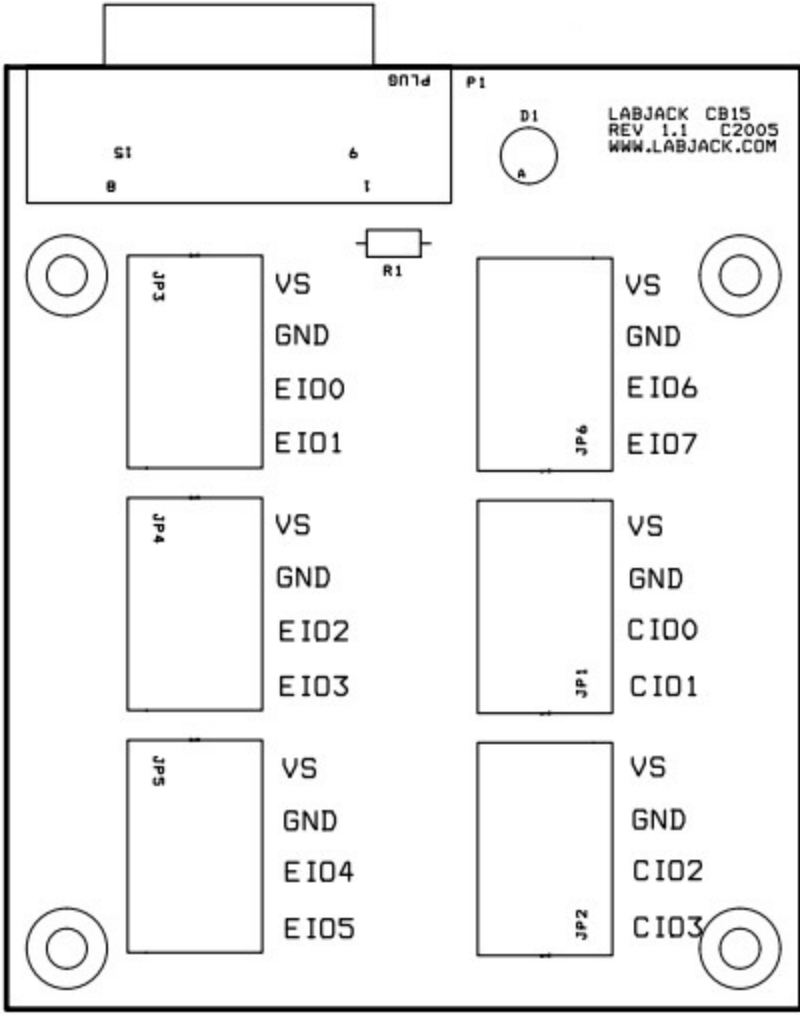 PLUG
P1
D1
LABJACK CB15
REV 1.1 C2005
WWW.LABJACK.COM
15
9
8
1
A
R1
JP3
VS
GND
EIO0
EIO1
JP6
VS
GND
EIO6
EIO7
JP4
VS
GND
EIO2
EIO3
JP1
VS
GND
CIO0
CIO1
JP5
VS
GND
EIO4
EIO5
JP2
VS
GND
CIO2
CIO3